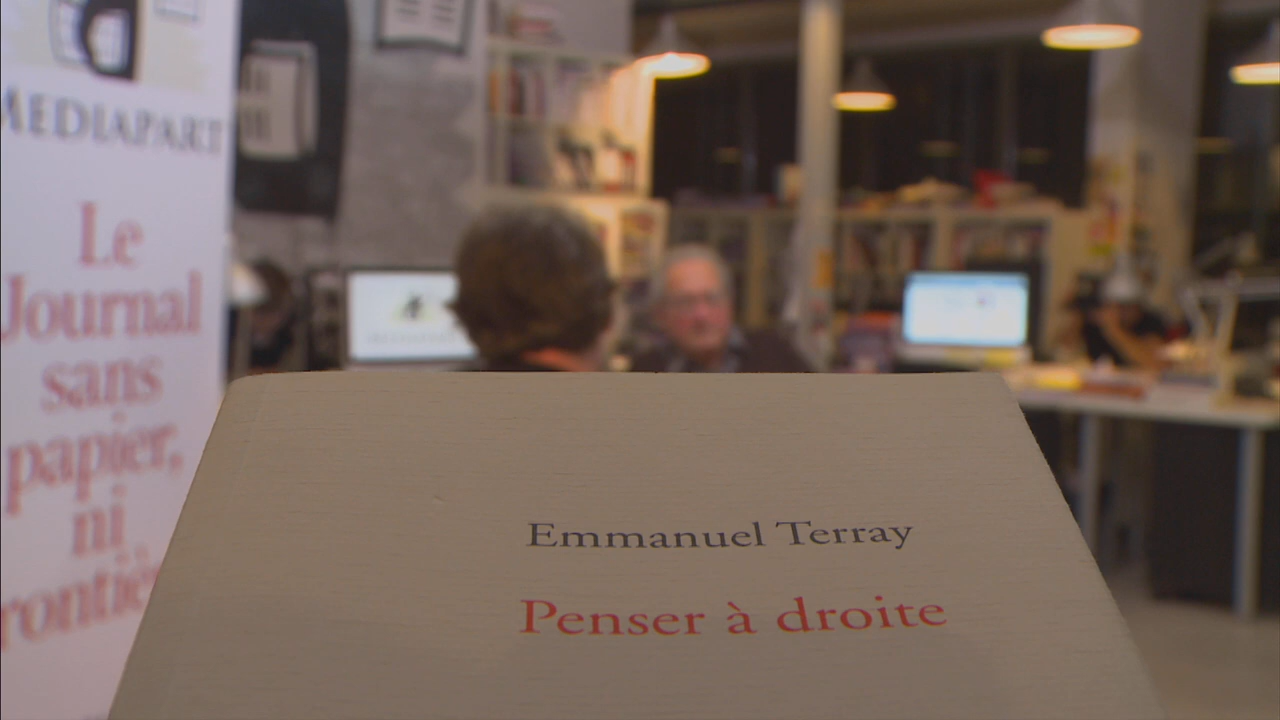 MEDIAPART
Le
Journal
sans
papier,
ni
Emmanuel Terray
Penser à droite